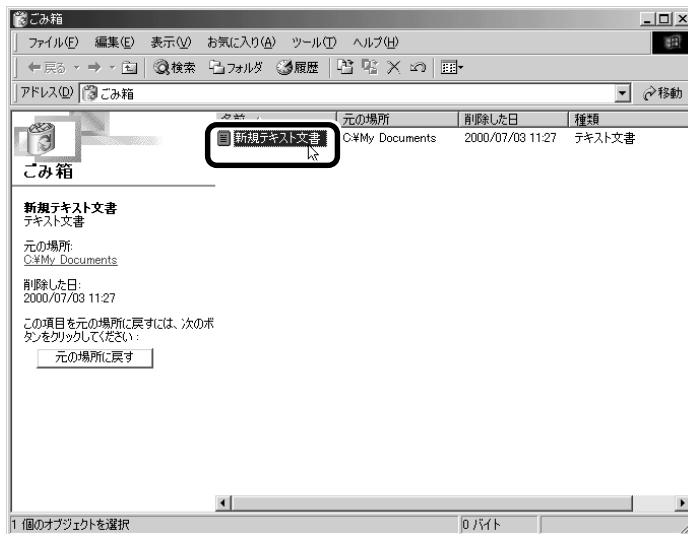 ごみ箱
ファイル(F) 編集(E) 表示(V) お気に入り(A) ツール(T) ヘルプ(H)
戻る 検索 フォルダ 履歴
アドレス(D) ごみ箱 移動
名前 元の場所 削除した日 種類
新規テキスト文書 C:¥My Documents 2000/07/03 11:27 テキスト文書
ごみ箱
新規テキスト文書
テキスト文書
元の場所:
C:¥My Documents
削除した日:
2000/07/03 11:27
この項目を元の場所に戻すには、次のボ
タンをクリックしてください:
元の場所に戻す
1 個のオブジェクトを選択 0 バイト